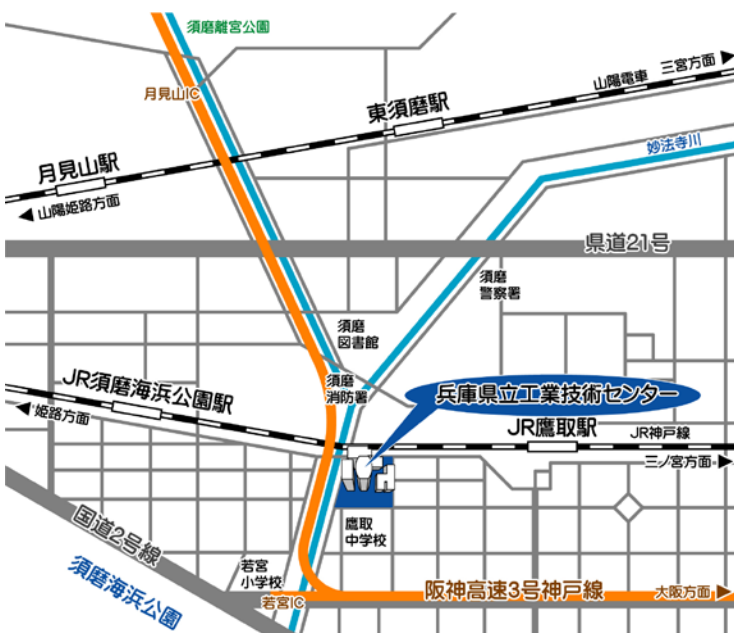 須磨離宮公園
月見山IC
山陽電車
三宮方面
東須磨駅
月見山駅
山陽姫路方面
妙法寺川
県道21号
須磨
警察署
須磨
図書館
須磨
消防署
JR須磨海浜公園駅
姫路方面
兵庫県立工業技術センター
JR鷹取駅
JR神戸線
三ノ宮方面
鷹取
中学校
国道2号線
須磨海浜公園
若宮
小学校
若宮IC
阪神高速3号神戸線
大阪方面